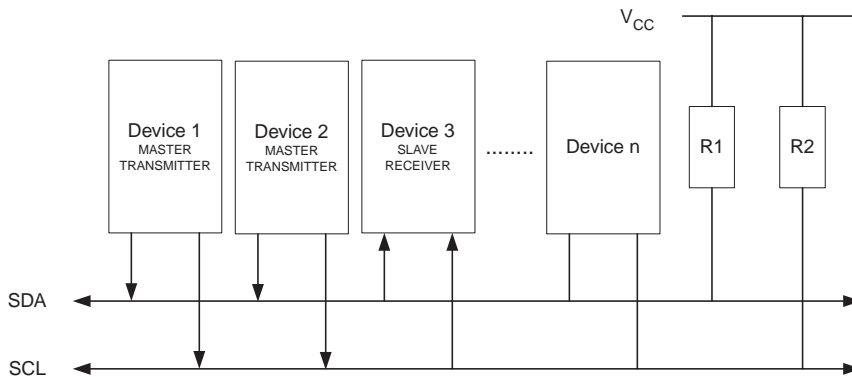 VCC
Device 1
MASTER
TRANSMITTER
Device 2
MASTER
TRANSMITTER
Device 3
SLAVE
RECEIVER
........
Device n
R1
R2
SDA
SCL